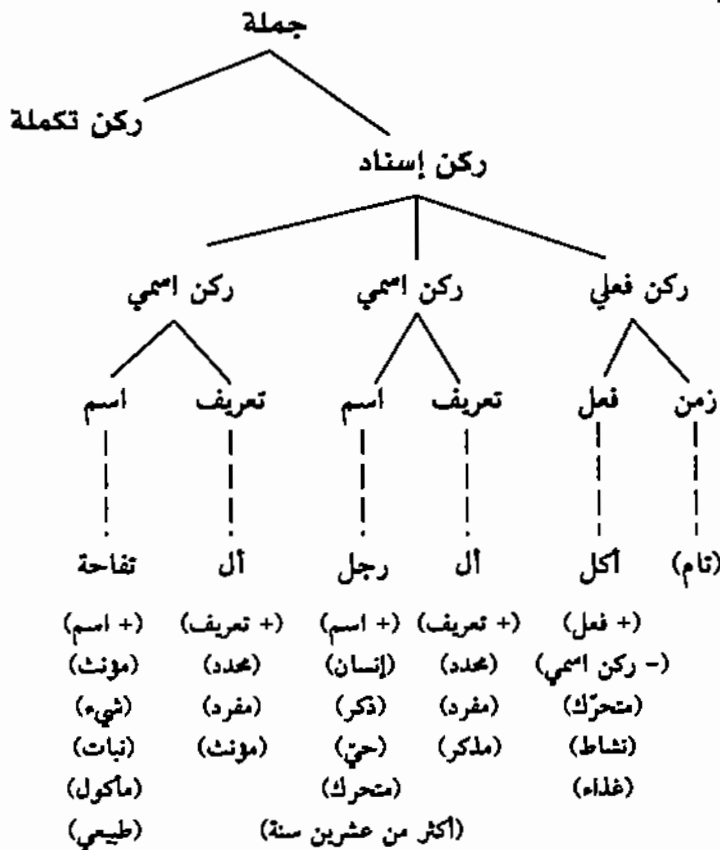 جملة
ركن تكملة
ركن إسناد
ركن فعلي ركن اسمي ركن اسمي
زمن فعل تعريف اسم تعريف اسم
(تام) أكل أل رجل أل تفاحة
(+ فعل) (+ تعريف) (+ اسم) (+ تعريف) (+ اسم)
(– ركن اسمي) (محدد) (إنسان) (محدد) (مؤنث)
(متحرّك) (مفرد) (ذكر) (مفرد) (شيء)
(نشاط) (مذكر) (حيّ) (مؤنث) (نبات)
(غذاء) (متحرك) (مأكول)
(أكثر من عشرين سنة) (طبيعي)